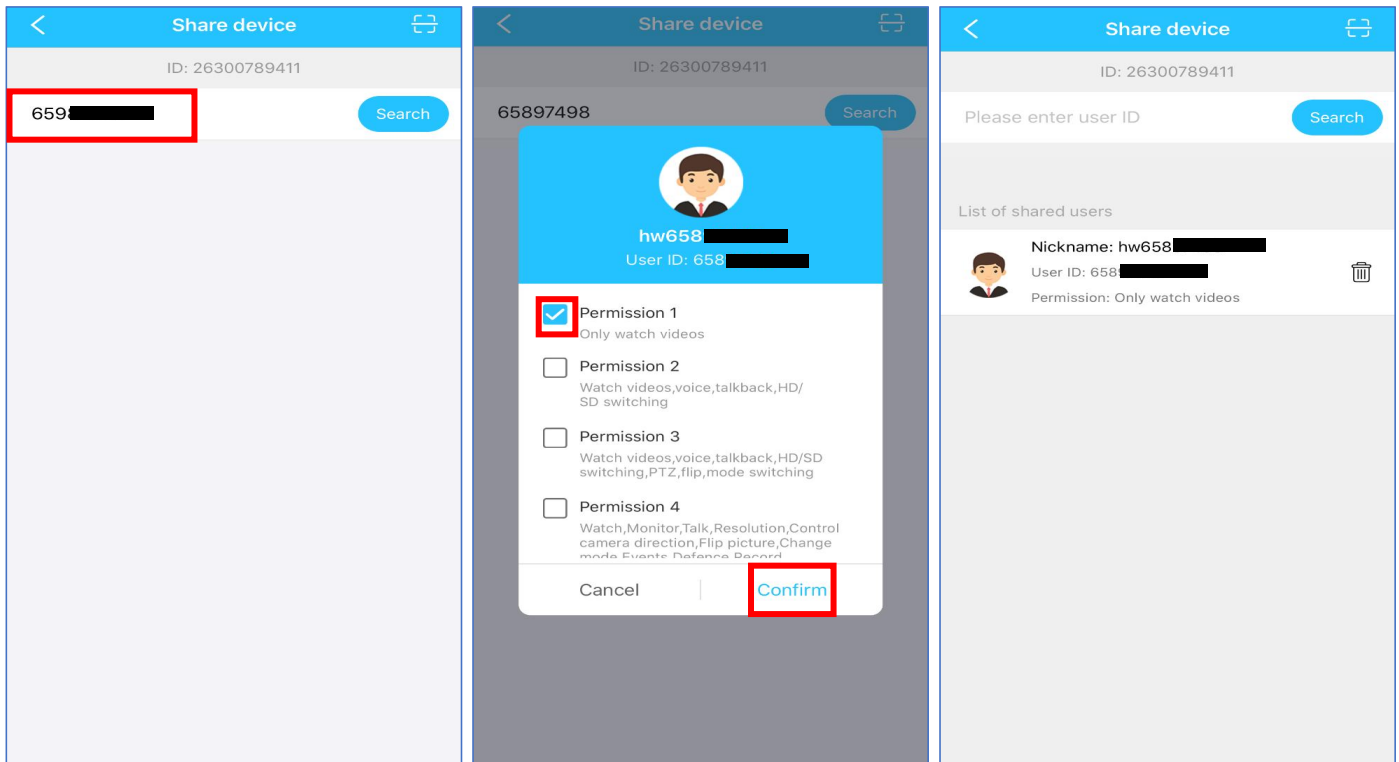 Share device
ID: 26300789411
659
Search
Share device
ID: 26300789411
65897498
Search
hw658
User ID: 658
Permission 1
Only watch videos
Permission 2
Watch videos,voice,talkback,HD/
SD switching
Permission 3
Watch videos,voice,talkback,HD/SD
switching,PTZ,flip,mode switching
Permission 4
Watch,Monitor,Talk,Resolution,Control
camera direction,Flip picture,Change
mode,Events,Defence,Record
Cancel
Confirm
Share device
ID: 26300789411
Please enter user ID
Search
List of shared users
Nickname: hw658
User ID: 658
Permission: Only watch videos